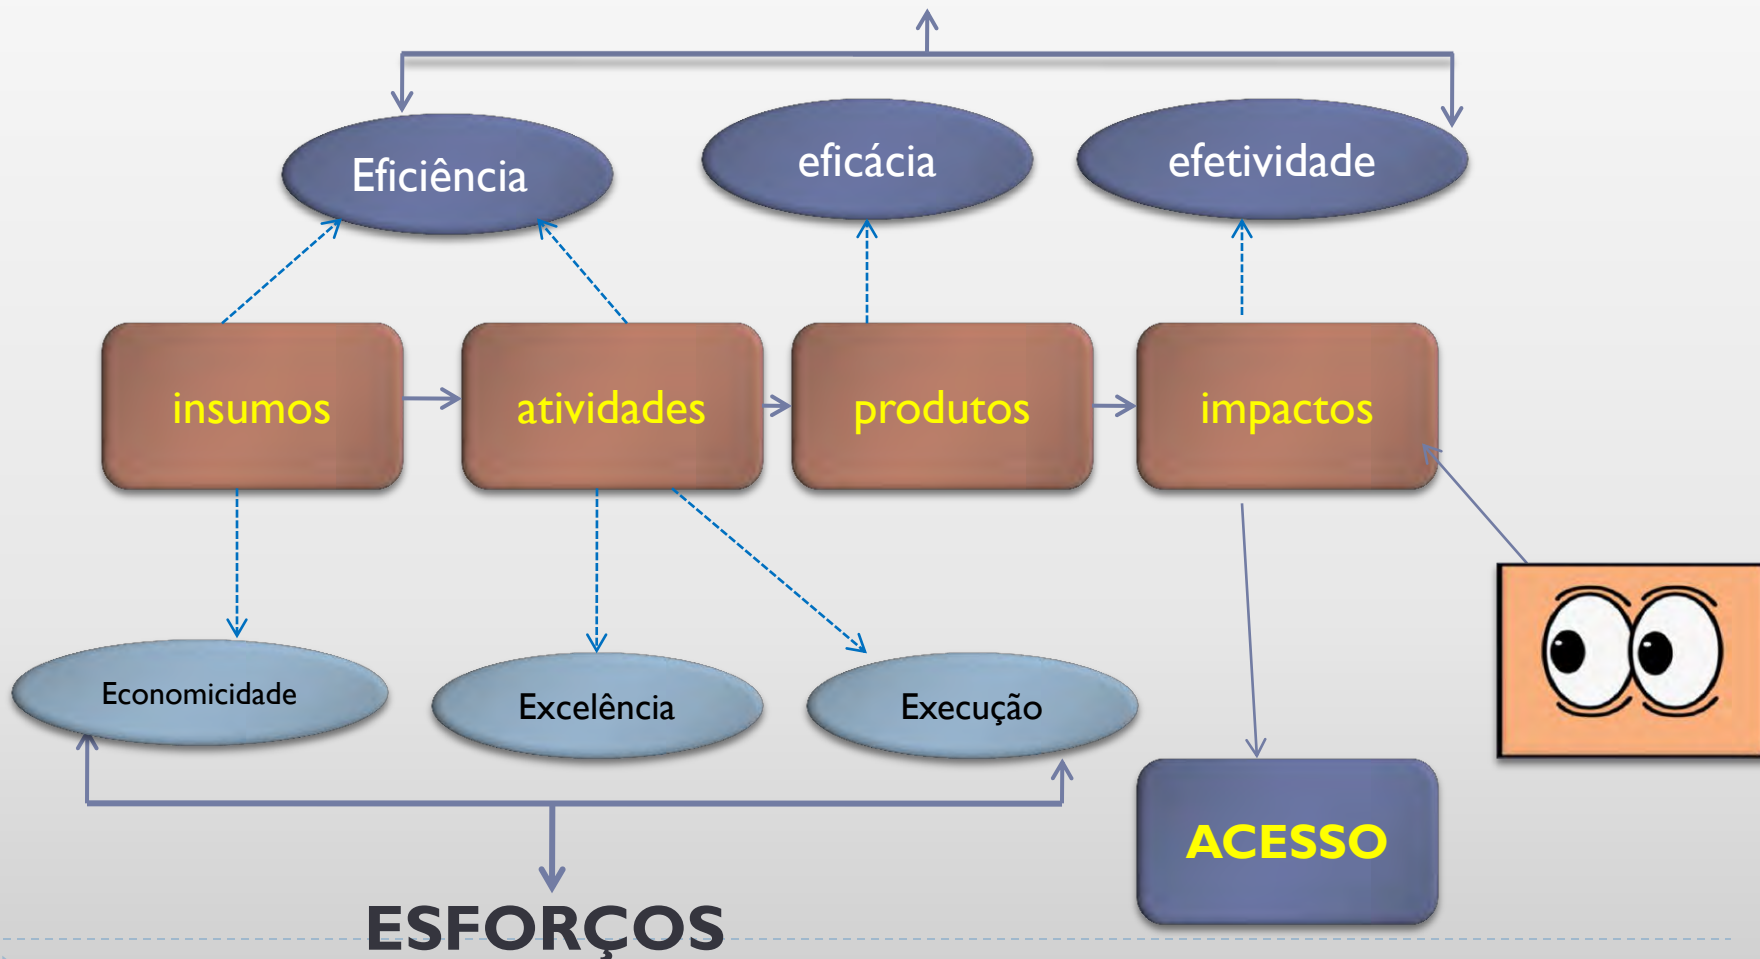 Eficiência
eficácia
efetividade
insumos
atividades
produtos
impactos
Economicidade
Excelência
Execução
ACESSO
ESFORÇOS